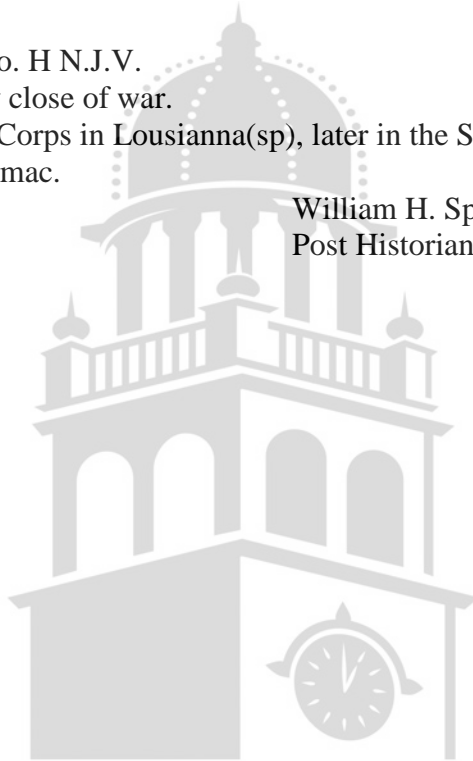 o. H N.J.V.
close of war.
Corps in Lousianna(sp), later in the S
mac.
William H. Sp
Post Historian